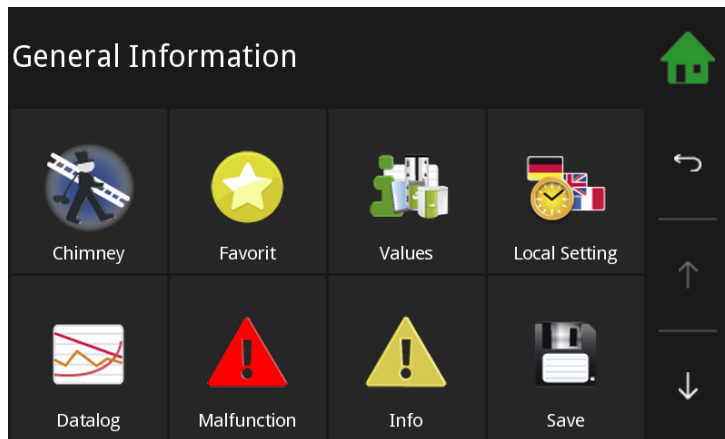 General Information
Chimney
Favorit
Values
Local Setting
Datalog
Malfunction
Info
Save